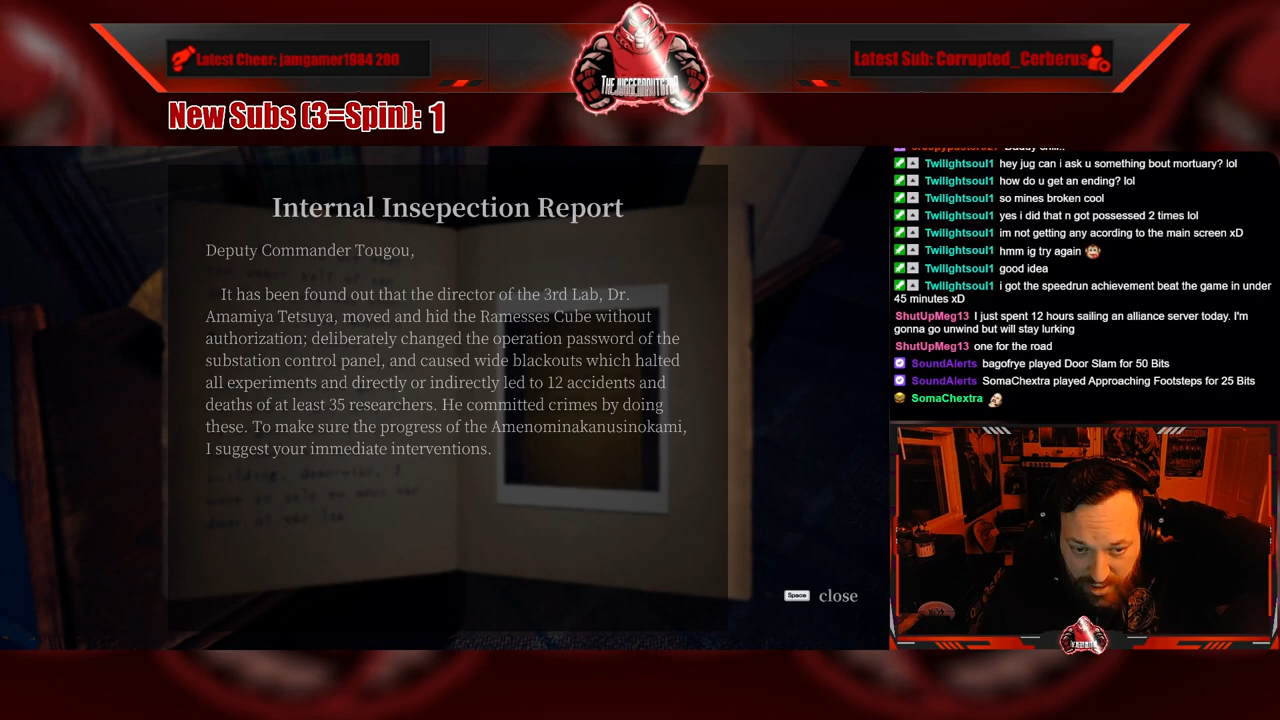 Latest Cheer: jamgamer1984 200
THEJUGGERNAUTGTGR
Latest Sub: Corrupted_Cerberus
New Subs (3=Spin): 1
Internal Insepection Report
Deputy Commander Tougou,
It has been found out that the director of the 3rd Lab, Dr.
Amamiya Tetsuya, moved and hid the Ramesses Cube without
authorization; deliberately changed the operation password of the
substation control panel, and caused wide blackouts which halted
all experiments and directly or indirectly led to 12 accidents and
deaths of at least 35 researchers. He committed crimes by doing
these. To make sure the progress of the Amenominakanusinokami,
I suggest your immediate interventions.
Space close
Twilightsoul1 hey jug can i ask u something bout mortuary? lol
Twilightsoul1 how do u get an ending? lol
Twilightsoul1 so mines broken cool
Twilightsoul1 yes i did that n got possessed 2 times lol
Twilightsoul1 im not getting any acording to the main screen xD
Twilightsoul1 hmm ig try again
Twilightsoul1 good idea
Twilightsoul1 i got the speedrun achievement beat the game in under
45 minutes xD
ShutUpMeg13 I just spent 12 hours sailing an alliance server today. I'm
gonna go unwind but will stay lurking
ShutUpMeg13 one for the road
SoundAlerts bagofrye played Door Slam for 50 Bits
SoundAlerts SomaChextra played Approaching Footsteps for 25 Bits
SomaChextra